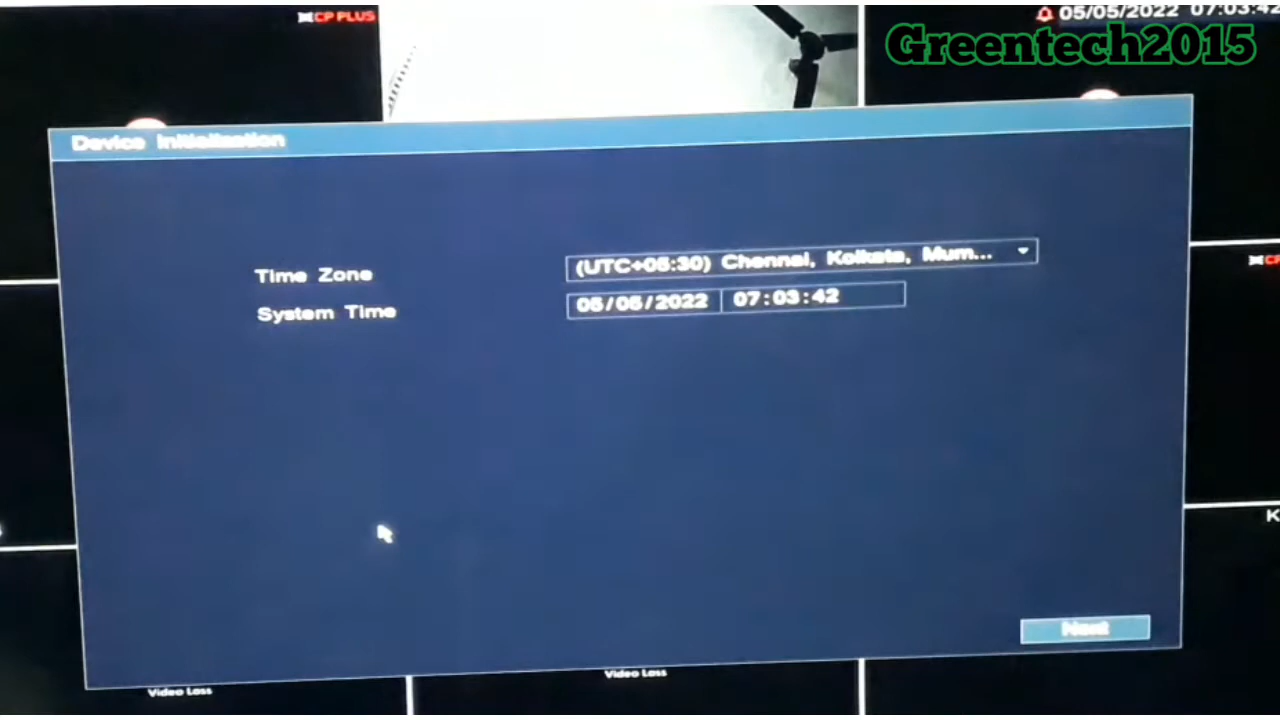 CP PLUS
05/05/2022 07:03:42
Greentech2015
Device Initialization
Time Zone (UTC+05:30) Chennai, Kolkata, Mum...
System Time 05/05/2022 07:03:42
CP
K
Next
Video Loss
Video Loss